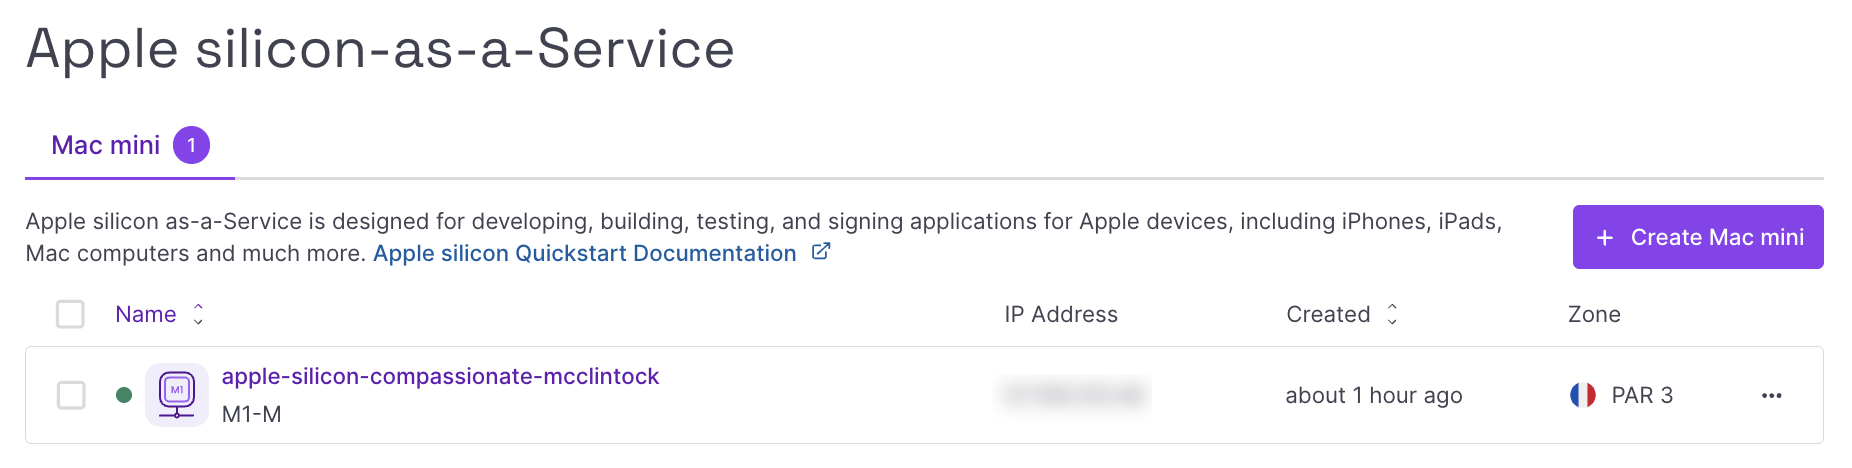 Apple silicon-as-a-Service
Mac mini 1
Apple silicon as-a-Service is designed for developing, building, testing, and signing applications for Apple devices, including iPhones, iPads,
Mac computers and much more. Apple silicon Quickstart Documentation
+ Create Mac mini
Name IP Address Created Zone
M1
apple-silicon-compassionate-mcclintock
M1-M
about 1 hour ago
PAR 3